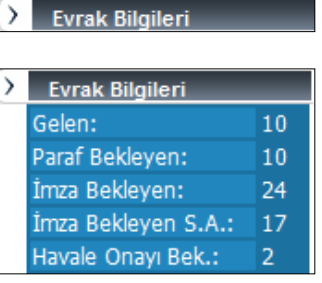 Evrak Bilgileri
Evrak Bilgileri
Gelen: 10
Paraf Bekleyen: 10
İmza Bekleyen: 24
İmza Bekleyen S.A.: 17
Havale Onayı Bek.: 2